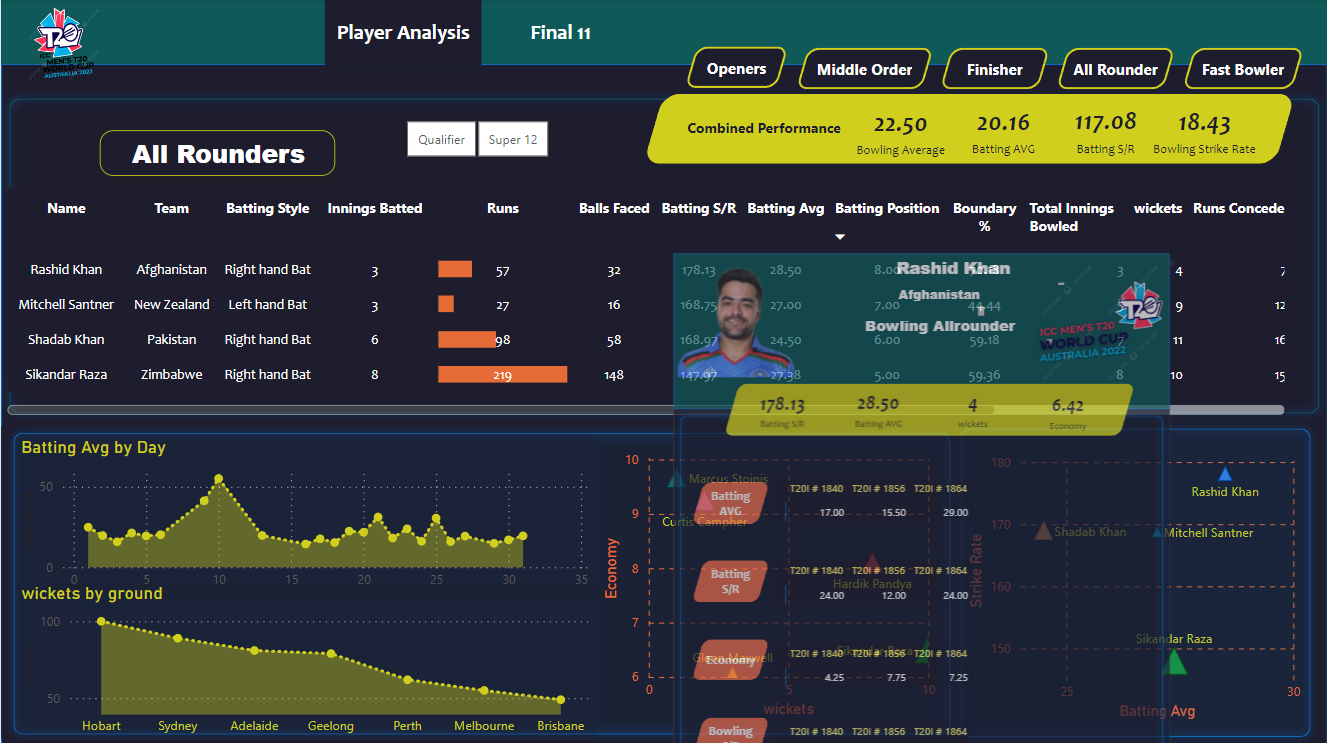 Player Analysis
Final 11
ICC
MEN'S T20
WORLD CUP
AUSTRALIA 2022
Openers
Middle Order
Finisher
All Rounder
Fast Bowler
All Rounders
Qualifier
Super 12
Combined Performance
22.50
Bowling Average
20.16
Batting AVG
117.08
Batting S/R
18.43
Bowling Strike Rate
Name Team Batting Style Innings Batted Runs Balls Faced Batting S/R Batting Avg Batting Position Boundary % Total Innings Bowled wickets Runs Concede
Rashid Khan Afghanistan Right hand Bat 3 57 32 178.13 28.50 8.00 3 4
Mitchell Santner New Zealand Left hand Bat 3 27 16 168.75 27.00 7.00 44.44 9 12
Shadab Khan Pakistan Right hand Bat 6 98 58 168.97 24.50 6.00 59.18 7 11 16
Sikandar Raza Zimbabwe Right hand Bat 8 219 148 147.97 27.38 5.00 59.36 8 10 15
Rashid Khan
Afghanistan
Bowling Allrounder
ICC MEN'S T20
WORLD CUP
AUSTRALIA 2022
178.13
Batting S/R
28.50
Batting AVG
4
wickets
6.42
Economy
Batting Avg by Day
50
0
0 5 10 15 20 25 30 35
wickets by ground
100
50
Hobart Sydney Adelaide Geelong Perth Melbourne Brisbane
Economy
10
9
8
7
6
0 5 10
wickets
Marcus Stoinis
Curtis Campher
Hardik Pandya
Sikandar Raza
Glenn Maxwell
Batting AVG
T20I # 1840 T20I # 1856 T20I # 1864
17.00 15.50 29.00
Batting S/R
T20I # 1840 T20I # 1856 T20I # 1864
24.00 12.00 24.00
Economy
T20I # 1840 T20I # 1856 T20I # 1864
4.25 7.75 7.25
Bowling
T20I # 1840 T20I # 1856 T20I # 1864
Strike Rate
180
170
160
150
25 30
Batting Avg
Rashid Khan
Shadab Khan
Mitchell Santner
Sikandar Raza